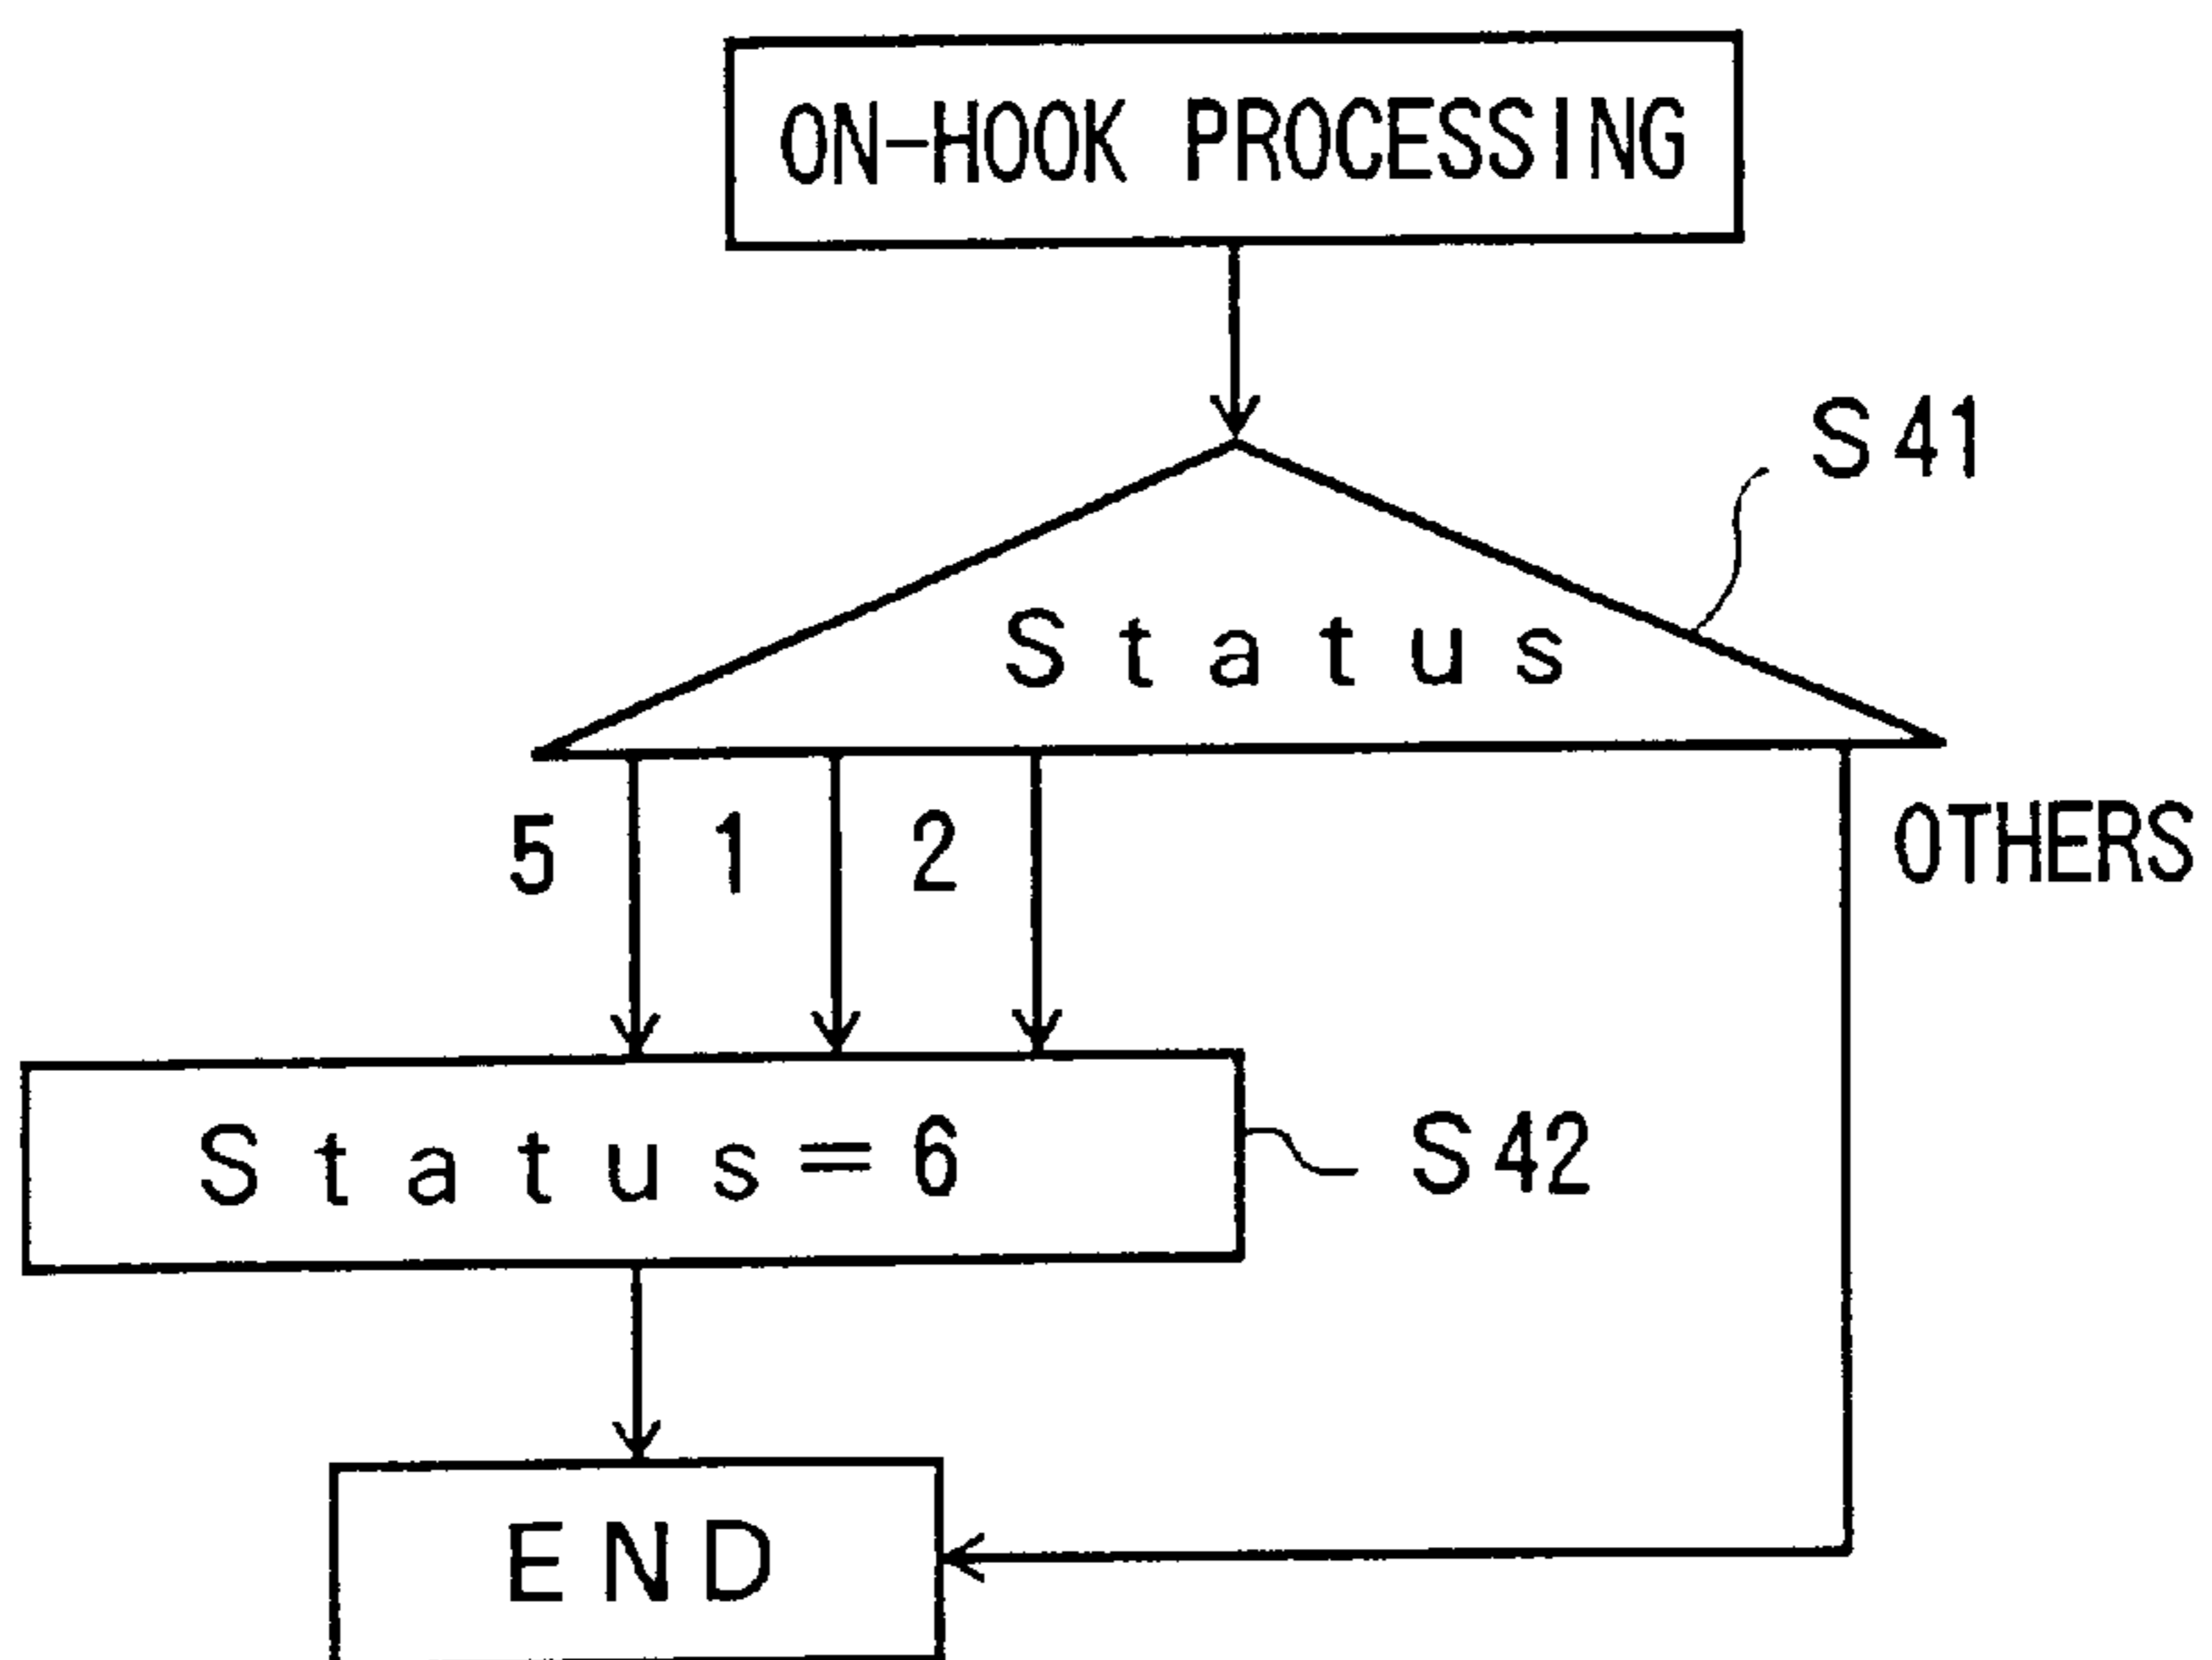 ON-HOOK PROCESSING
S41
Status
5 1 2 OTHERS
Status=6 S42
END